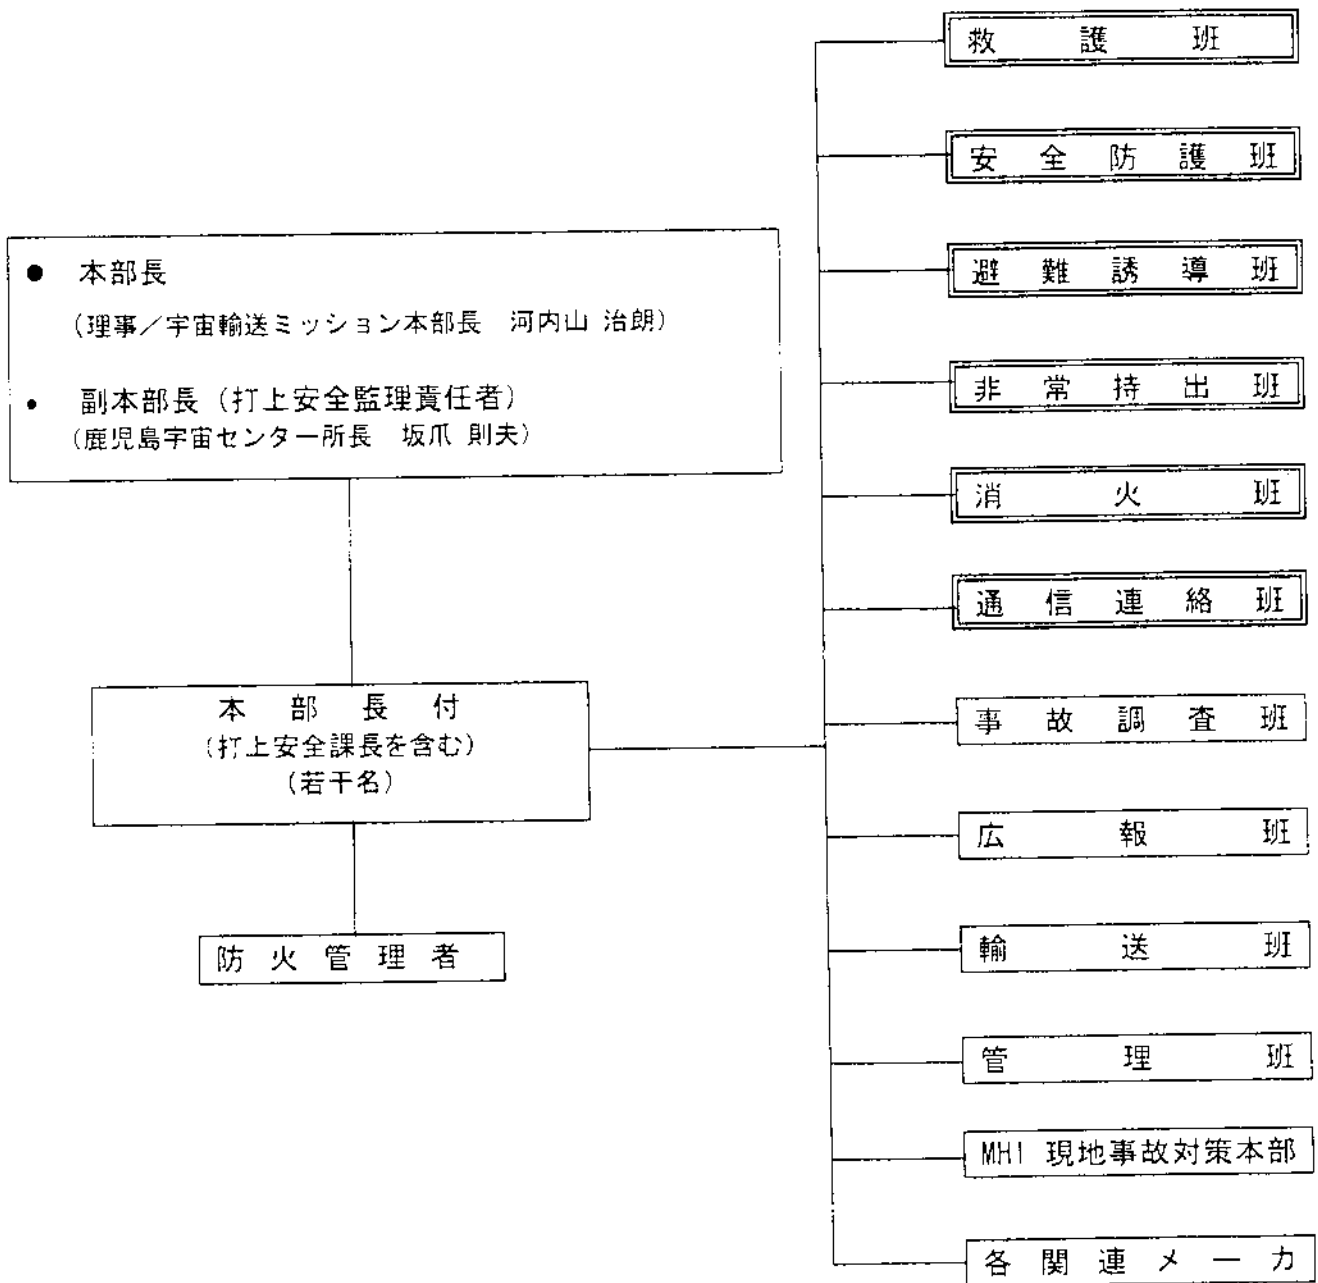 ● 本部長
(理事/宇宙輸送ミッション本部長 河内山 治朗)
• 副本部長(打上安全監理責任者)
(鹿児島宇宙センター所長 坂爪 則夫)
本部長付
(打上安全課長を含む)
(若干名)
防火管理者
救護班
安全防護班
避難誘導班
非常持出班
消火班
通信連絡班
事故調査班
広報班
輸送班
管理班
MHI 現地事故対策本部
各関連メーカ